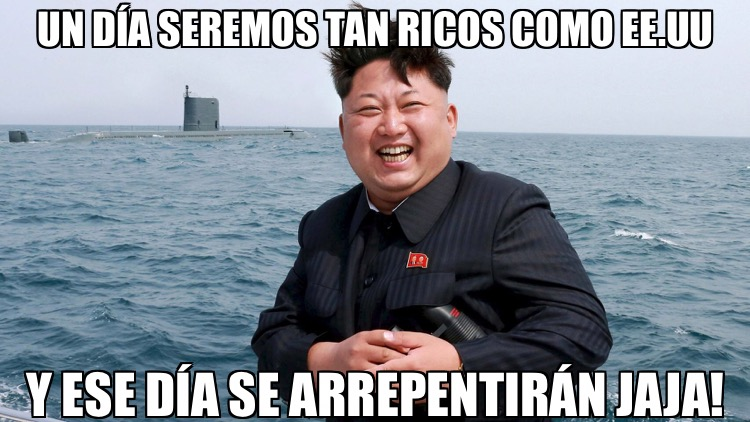 UN DÍA SEREMOS TAN RICOS COMO EE.UU
Y ESE DÍA SE ARREPENTIRÁN JAJA!